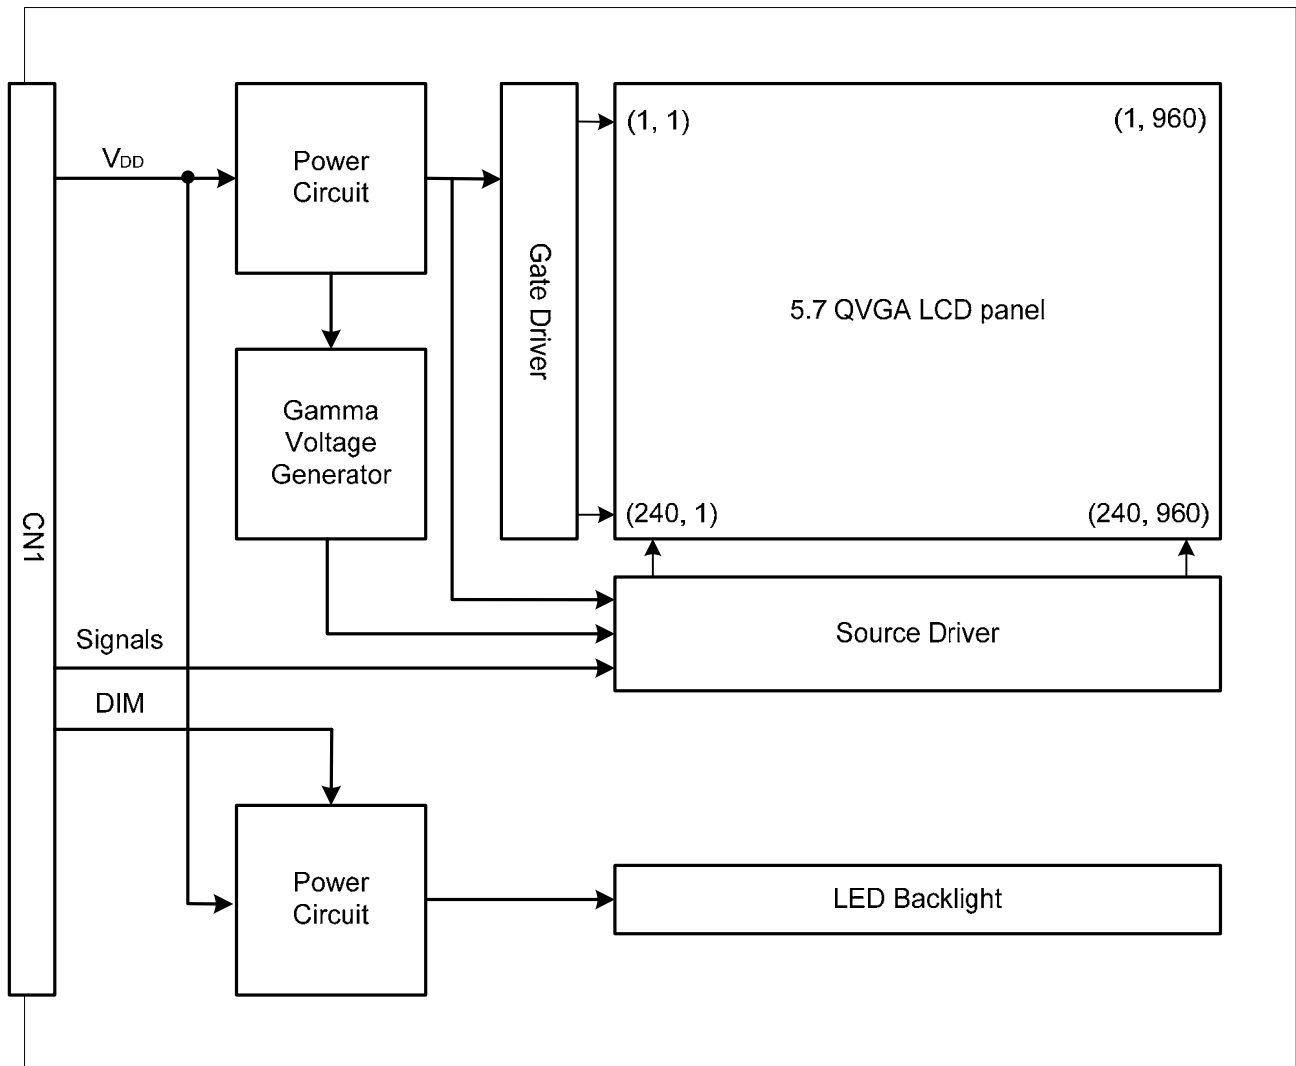 (1, 1)
(1, 960)
VDD
Power
Circuit
Gate Driver
5.7 QVGA LCD panel
Gamma
Voltage
Generator
(240, 1)
(240, 960)
CN1
Signals
Source Driver
DIM
Power
Circuit
LED Backlight